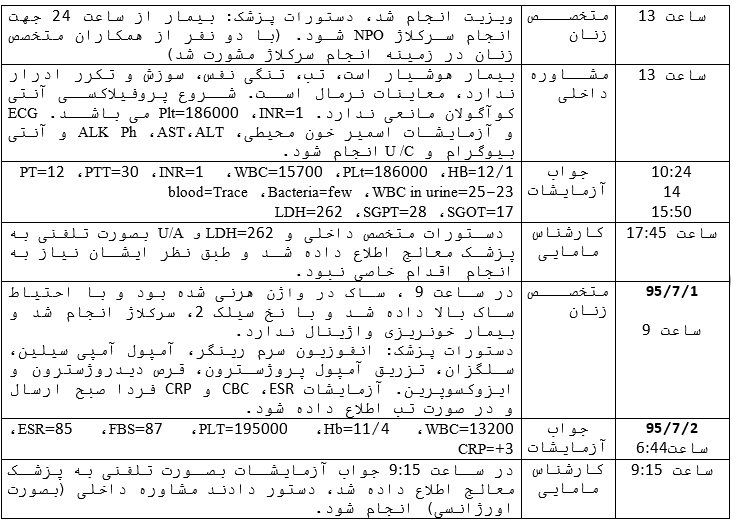 ساعت 13
متخصص زنان
ویزیت انجام شد، دستورات پزشک: بیمار از ساعت 24 جهت
انجام سرکلاژ NPO شود. (با دو نفر از همکاران متخصص
زنان در زمینه انجام سرکلاژ مشورت شد)
ساعت 13
مشاوره داخلی
بیمار هوشیار است، تب، تنگی نفس، سوزش و تکرر ادرار
ندارد، معاینات نرمال است. شروع پروفیلاکسی آنتی
کوآگولان مانعی ندارد. INR=1، Plt=186000 می باشد. ECG
و آزمایشات اسمیر خون محیطی، ALK Ph ،AST،ALT و آنتی
بیوگرام و U/C انجام شود.
10:24
14
15:50
جواب آزمایشات
PT=12 ،PTT=30 ،INR=1 ،WBC=15700 ،PLt=186000 ،HB=12/1
blood=Trace ،Bacteria=few ،WBC in urine=25-23
LDH=262 ،SGPT=28 ،SGOT=17
ساعت 17:45
کارشناس مامایی
دستورات متخصص داخلی و LDH=262 و U/A بصورت تلفنی به
پزشک معالج اطلاع داده شد و طبق نظر ایشان نیاز به
انجام اقدام خاصی نبود.
95/7/1
ساعت 9
متخصص زنان
در ساعت 9 ، ساک در واژن هرنی شده بود و با احتیاط
ساک بالا داده شد و با نخ سیلک 2، سرکلاژ انجام شد و
بیمار خونریزی واژینال ندارد.
دستورات پزشک: انفوزیون سرم رینگر، آمپول آمپی سیلین،
سلگزان، تزریق آمپول پروژسترون، قرص دیدروژسترون و
ایزوکسوپرین. آزمایشات CBC ،ESR و CRP فردا صبح ارسال
و در صورت تب اطلاع داده شود.
95/7/2
ساعت6:44
جواب آزمایشات
،ESR=85 ،FBS=87 ،PLT=195000 ،Hb=11/4 ،WBC=13200
CRP=+3
ساعت 9:15
کارشناس مامایی
در ساعت 9:15 جواب آزمایشات بصورت تلفنی به پزشک
معالج اطلاع داده شد، دستور دادند مشاوره داخلی (بصورت
اورژانسی) انجام شود.